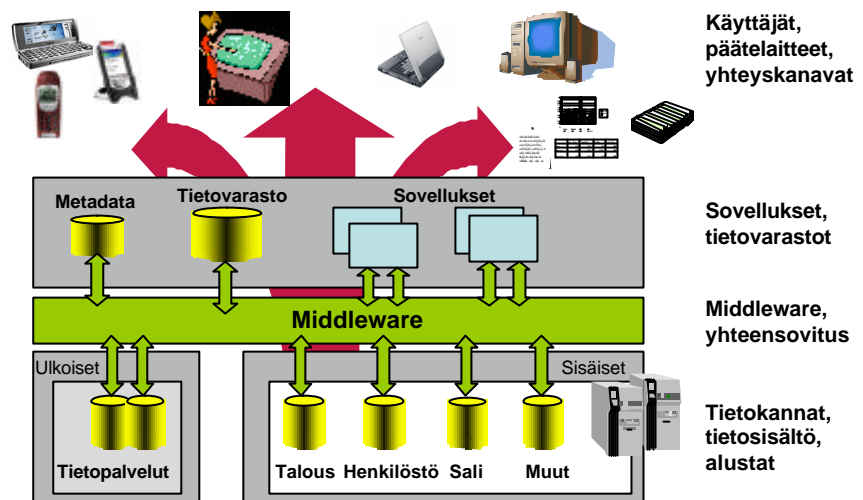 Käyttäjät,
päätelaitteet,
yhteyskanavat
Metadata
Tietovarasto
Sovellukset
Sovellukset,
tietovarastot
Middleware
Middleware,
yhteensovitus
Ulkoiset
Sisäiset
Tietopalvelut
Talous
Henkilöstö
Sali
Muut
Tietokannat,
tietosisältö,
alustat